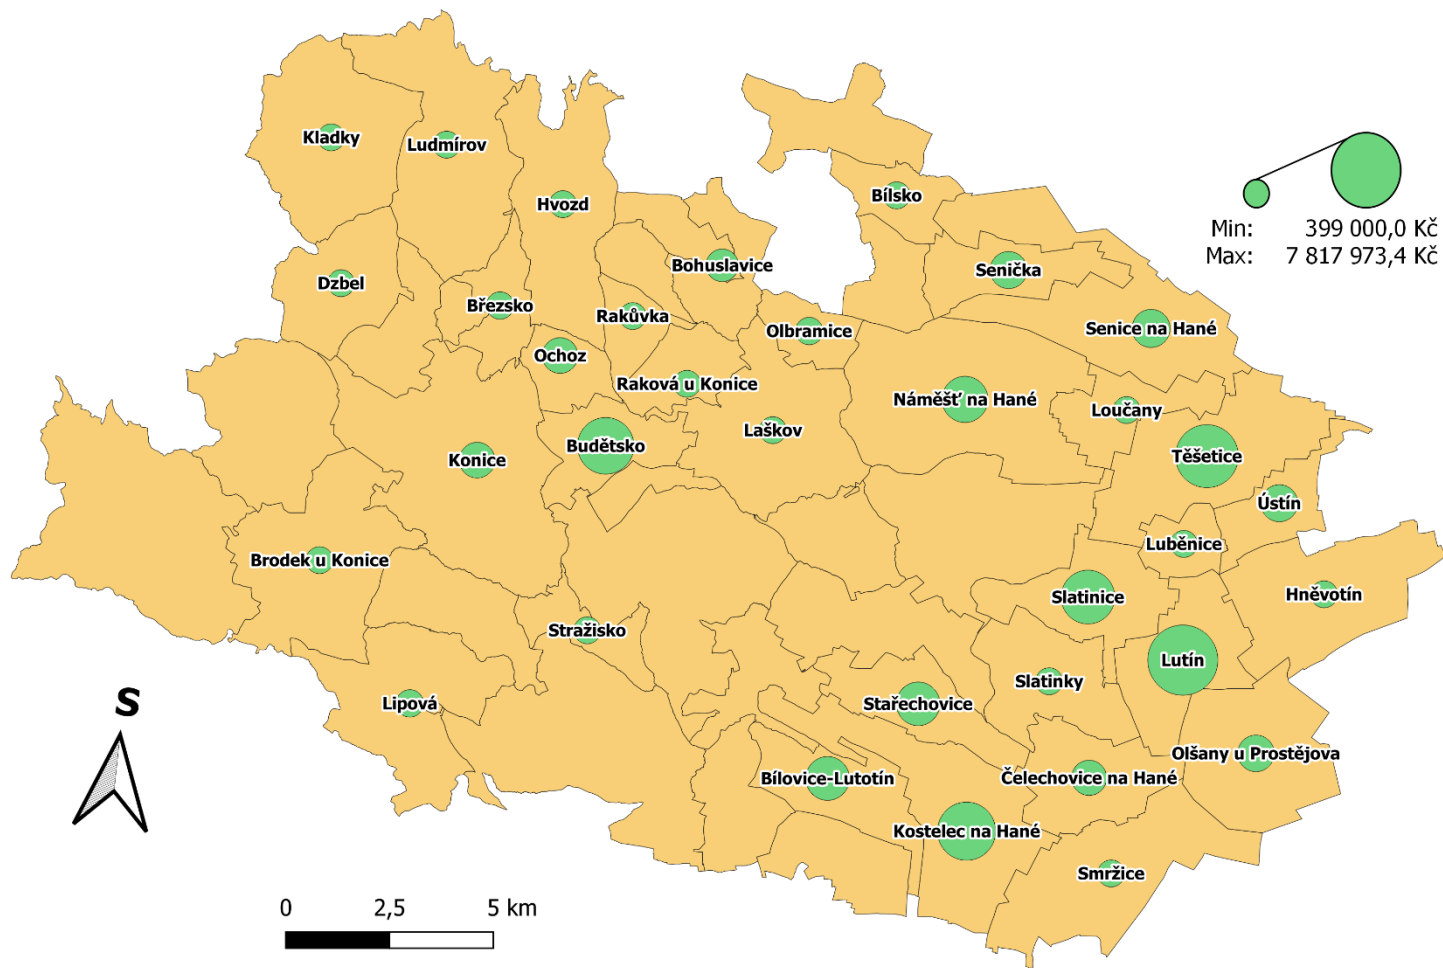 Kladky
Ludmírov
Bílsko
Hvozd
Min: 399 000,0 Kč
Max: 7 817 973,4 Kč
Bohuslavice
Senička
Dzbel
Březsko
Rakůvka
Olbramice
Senice na Hané
Ochoz
Raková u Konice
Náměšť na Hané
Loučany
Laškov
Budětsko
Konice
Těšetice
Ústín
Luběnice
Brodek u Konice
Slatinice
Hněvotín
Stražisko
Lutín
Slatinky
Lipová
Stařechovice
S
Olšany u Prostějova
Bílovice-Lutotín
Čelechovice na Hané
Kostelec na Hané
Smržice
0 2,5 5 km